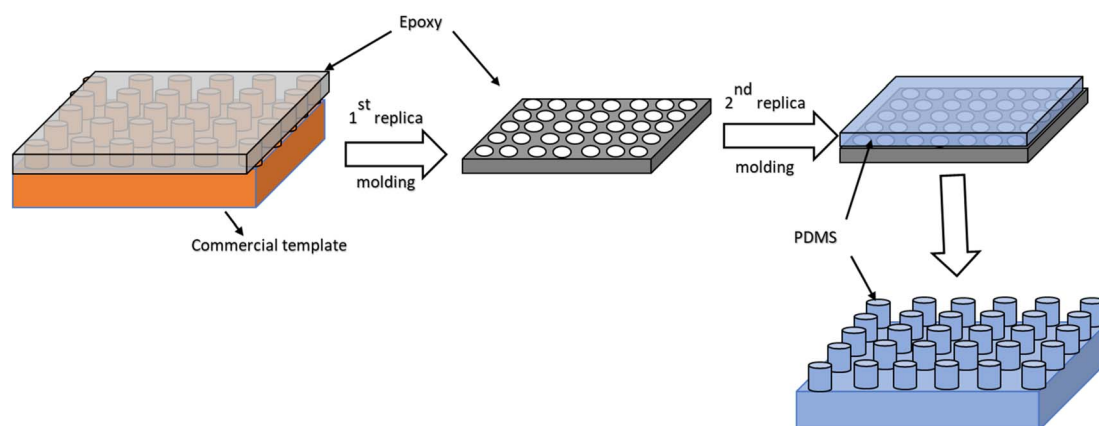 Epoxy
1st replica
molding
Commercial template
2nd replica
molding
PDMS